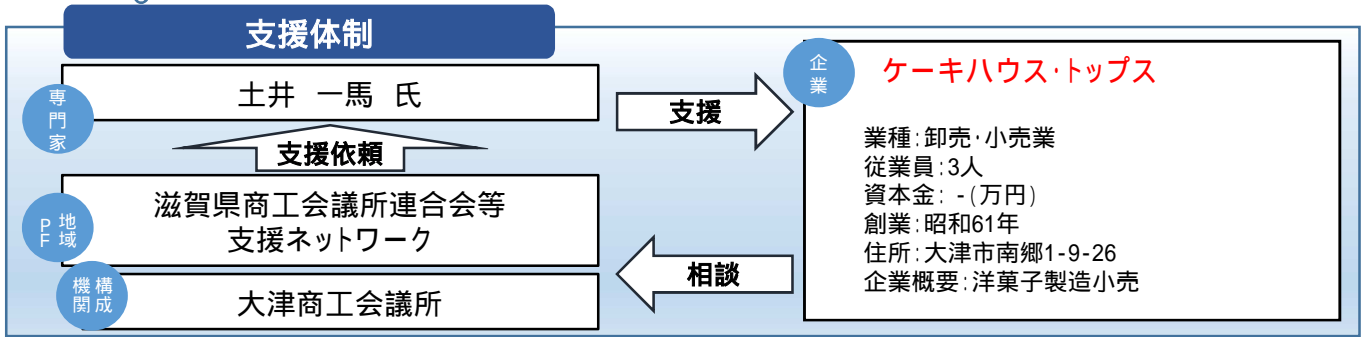 支援体制
専門家
土井 一馬 氏
支援依頼
地域PF
滋賀県商工会議所連合会等
支援ネットワーク
構成機関
大津商工会議所
支援
相談
企業
ケーキハウス・トップス
業種:卸売・小売業
従業員:3人
資本金: -(万円)
創業:昭和61年
住所:大津市南郷1-9-26
企業概要:洋菓子製造小売